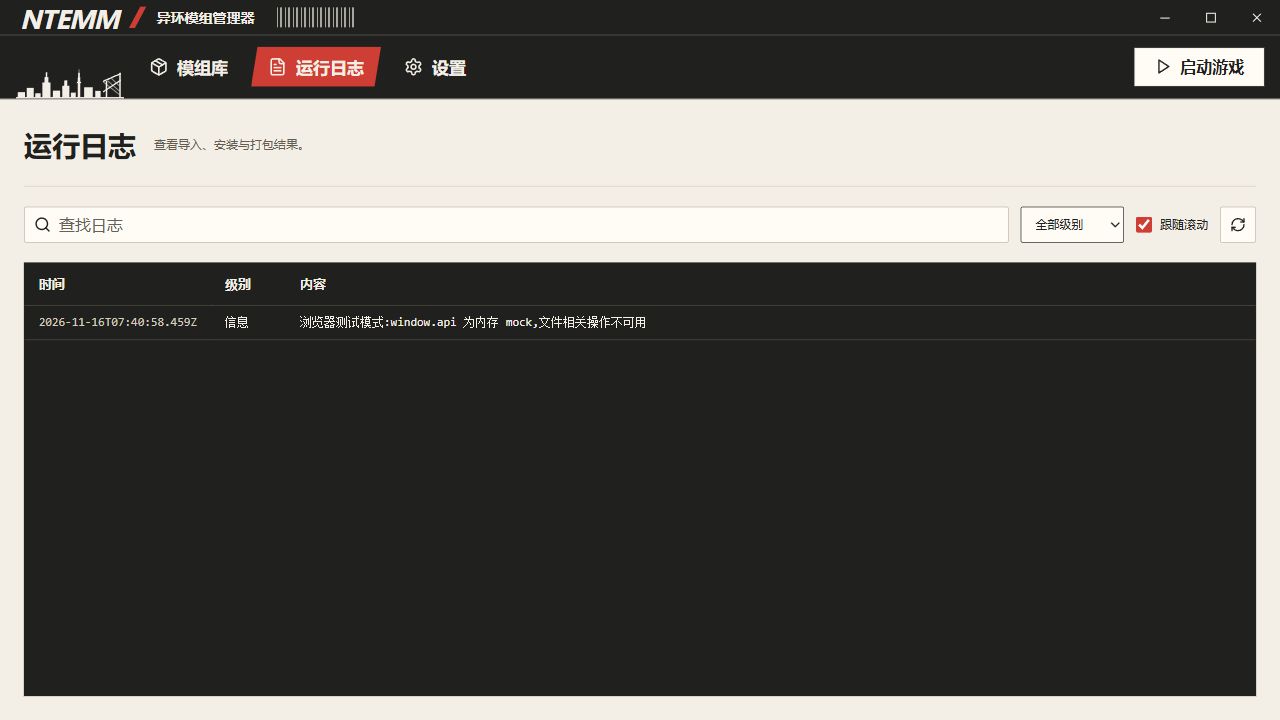 NTEMM 异环模组管理器
模组库 运行日志 设置 启动游戏
运行日志 查看导入、安装与打包结果。
查找日志 全部级别 跟随滚动
时间 级别 内容
2026-11-16T07:40:58.459Z 信息 浏览器测试模式:window.api 为内存 mock,文件相关操作不可用